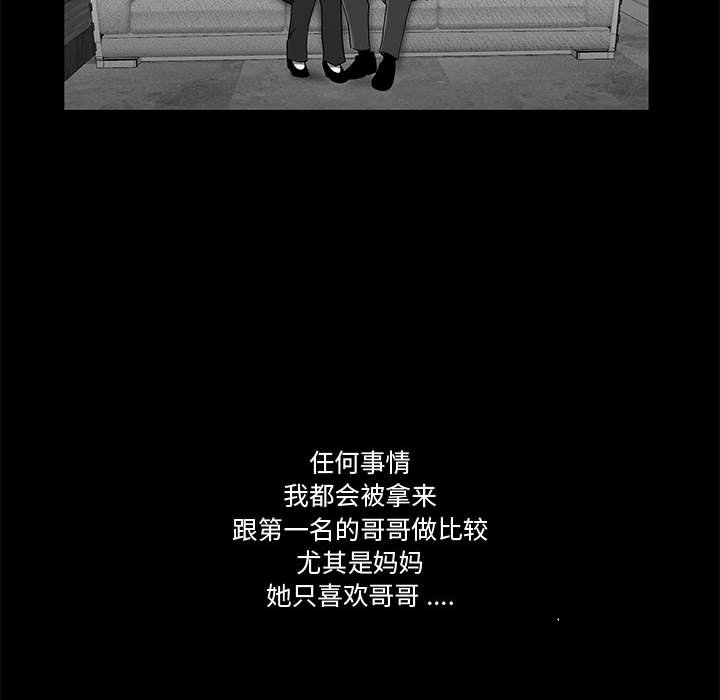 任何事情
我都会被拿来
跟第一名的哥哥做比较
尤其是妈妈
她只喜欢哥哥 ....